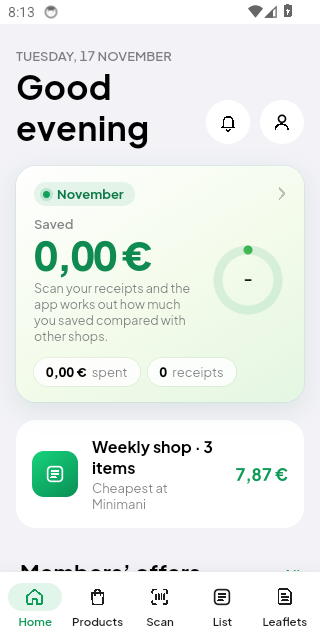 8:13
TUESDAY, 17 NOVEMBER
Good
evening
November
Saved
0,00 €
Scan your receipts and the
app works out how much
you saved compared with
other shops.
-
0,00 € spent
0 receipts
Weekly shop · 3
items
Cheapest at
Minimani
7,87 €
Members' offers
Home
Products
Scan
List
Leaflets